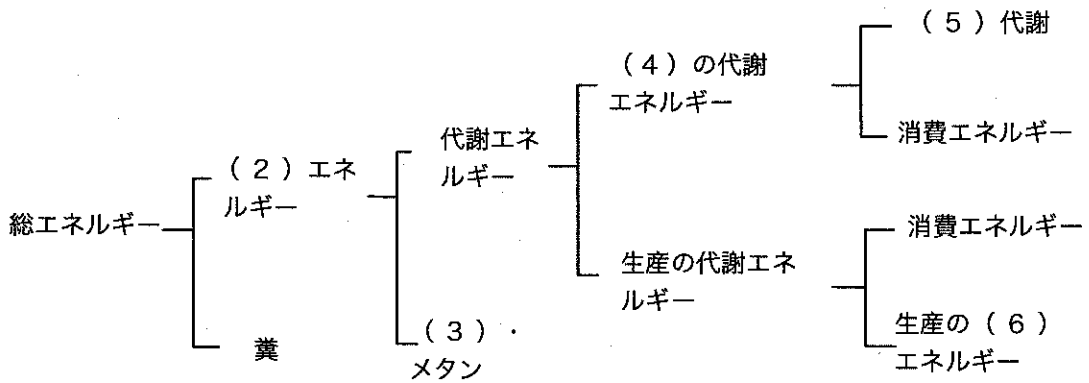 （ 5 ）代謝
（ 4 ）の代謝
エネルギー
消費エネルギー
代謝エネ
ルギー
（ 2 ）エネ
ルギー
総エネルギー
消費エネルギー
生産の代謝エネ
ルギー
生産の（ 6 ）
エネルギー
（ 3 ）・
メタン
糞